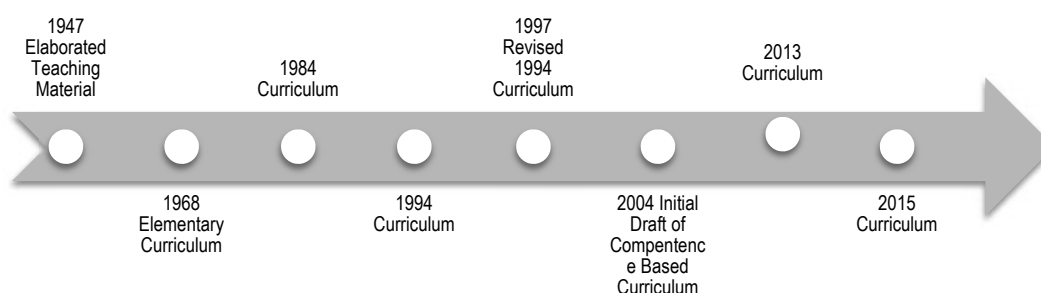 1947
Elaborated
Teaching
Material
1968
Elementary
Curriculum
1984
Curriculum
1994
Curriculum
1997
Revised
1994
Curriculum
2004 Initial
Draft of
Compentenc
e Based
Curriculum
2013
Curriculum
2015
Curriculum